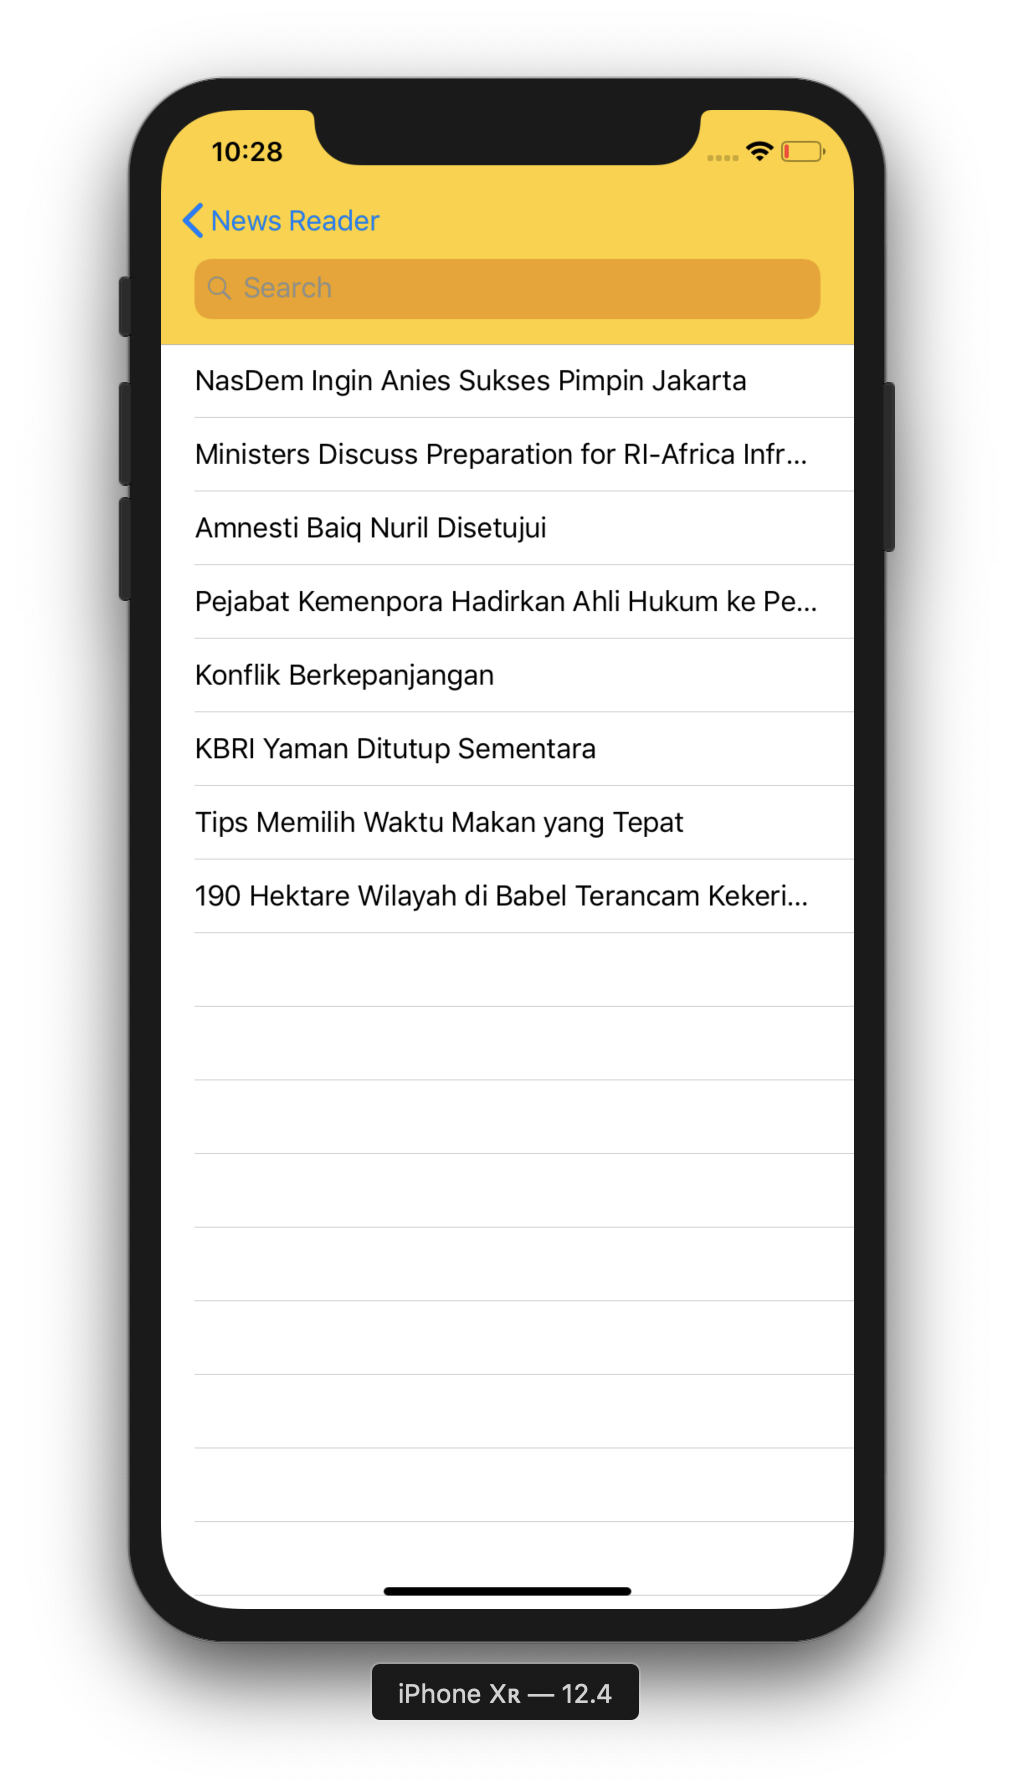 10:28
News Reader
Search
NasDem Ingin Anies Sukses Pimpin Jakarta
Ministers Discuss Preparation for RI-Africa Infr...
Amnesti Baiq Nuril Disetujui
Pejabat Kemenpora Hadirkan Ahli Hukum ke Pe...
Konflik Berkepanjangan
KBRI Yaman Ditutup Sementara
Tips Memilih Waktu Makan yang Tepat
190 Hektare Wilayah di Babel Terancam Kekeri...
iPhone Xʀ — 12.4